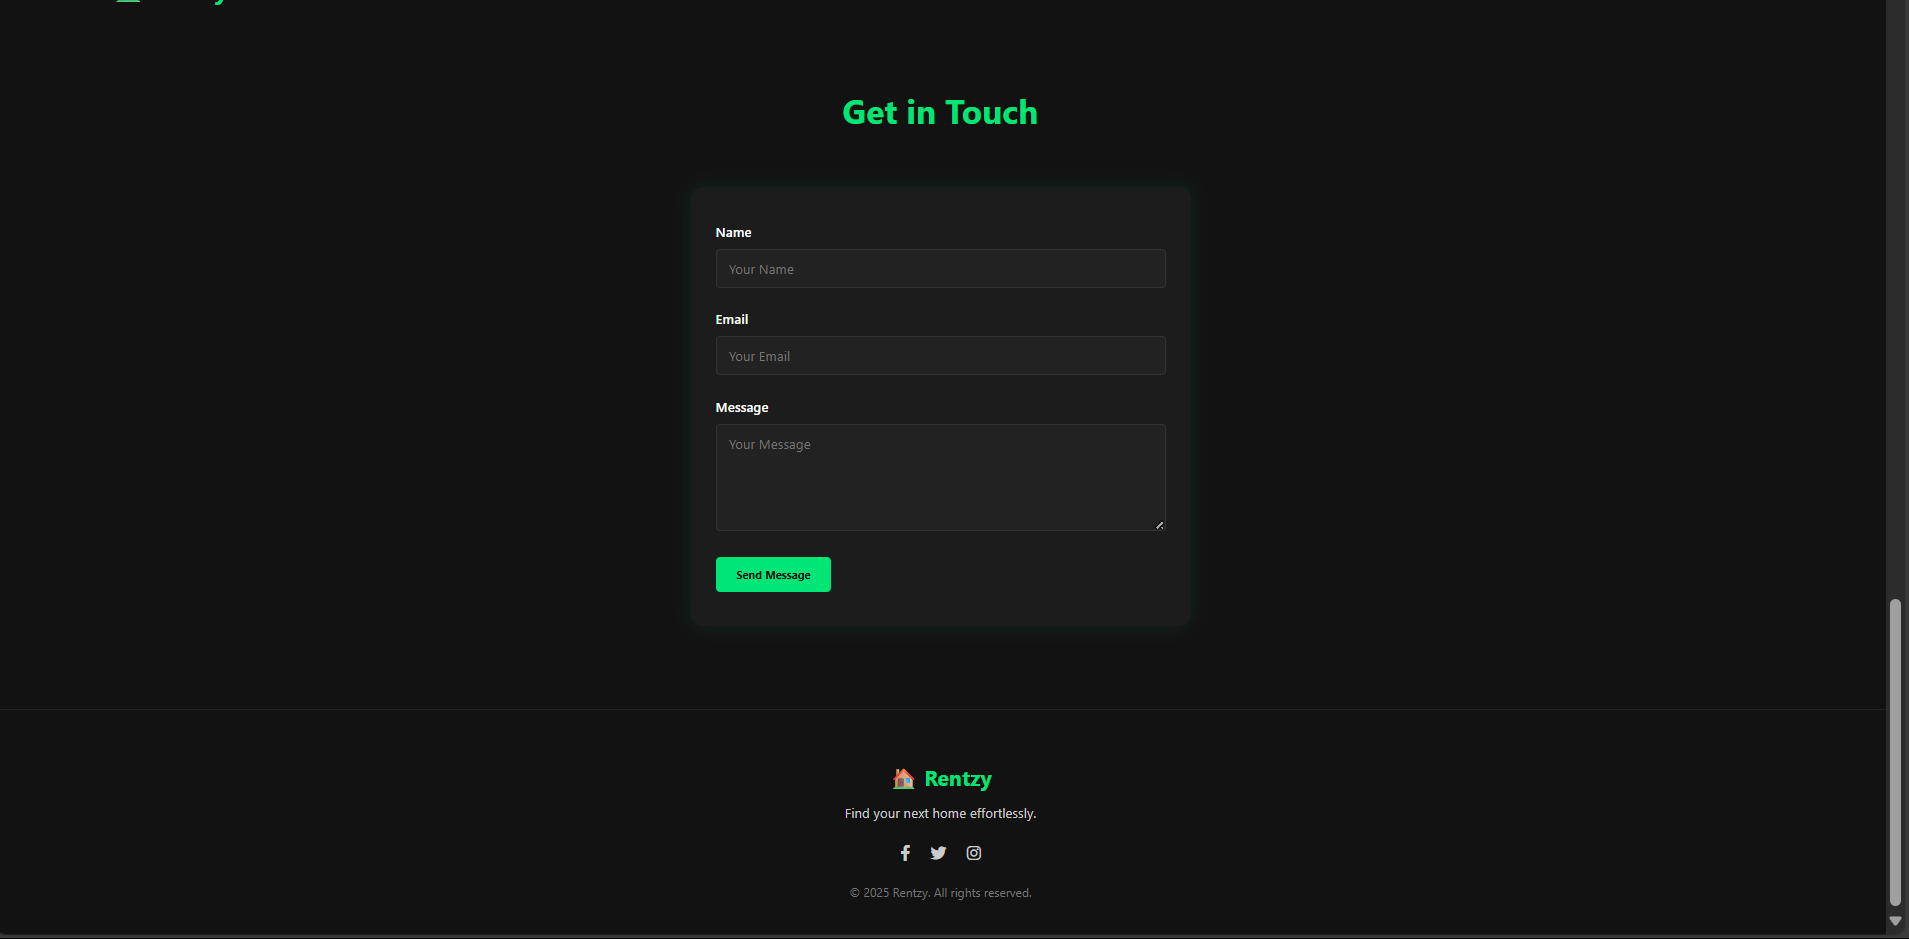 Get in Touch
Name
Your Name
Email
Your Email
Message
Your Message
Send Message
Rentzy
Find your next home effortlessly.
© 2025 Rentzy. All rights reserved.